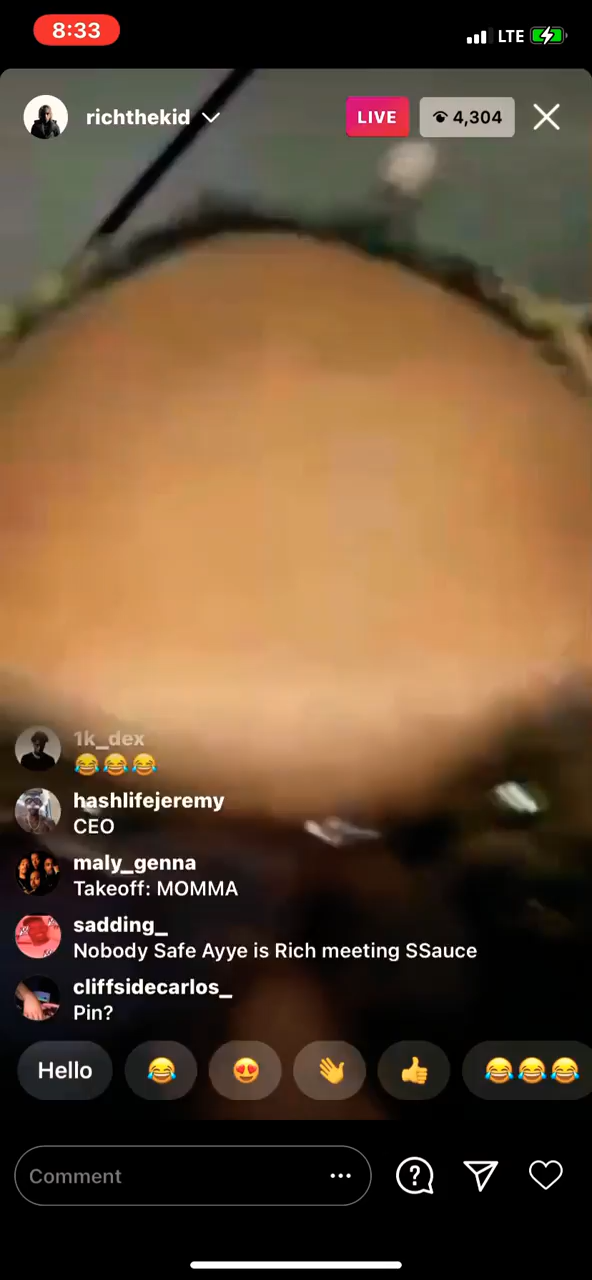 8:33
LTE
richthekid
LIVE
4,304
1k_dex
😂😂😂
hashlifejeremy
CEO
maly_genna
Takeoff: MOMMA
sadding_
Nobody Safe Ayye is Rich meeting SSauce
cliffsidecarlos_
Pin?
Hello 😂 😍 👋 👍 😂😂😂
Comment